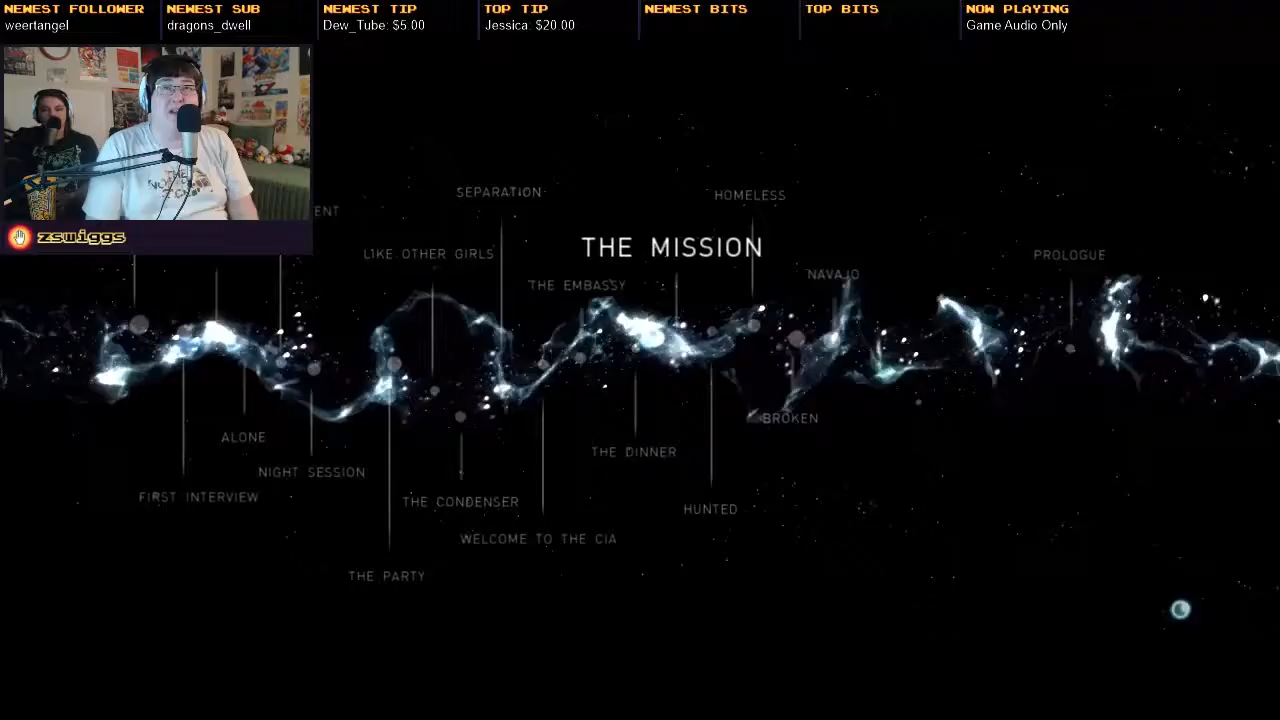 NEWEST FOLLOWER
weertangel
NEWEST SUB
dragons_dwell
NEWEST TIP
Dew_Tube: $5.00
TOP TIP
Jessica: $20.00
NEWEST BITS
TOP BITS
NOW PLAYING
Game Audio Only
zswiggs
SEPARATION
HOMELESS
ENT
LIKE OTHER GIRLS
THE MISSION
PROLOGUE
NAVAJO
THE EMBASSY
BROKEN
ALONE
THE DINNER
NIGHT SESSION
FIRST INTERVIEW
THE CONDENSER
HUNTED
WELCOME TO THE CIA
THE PARTY